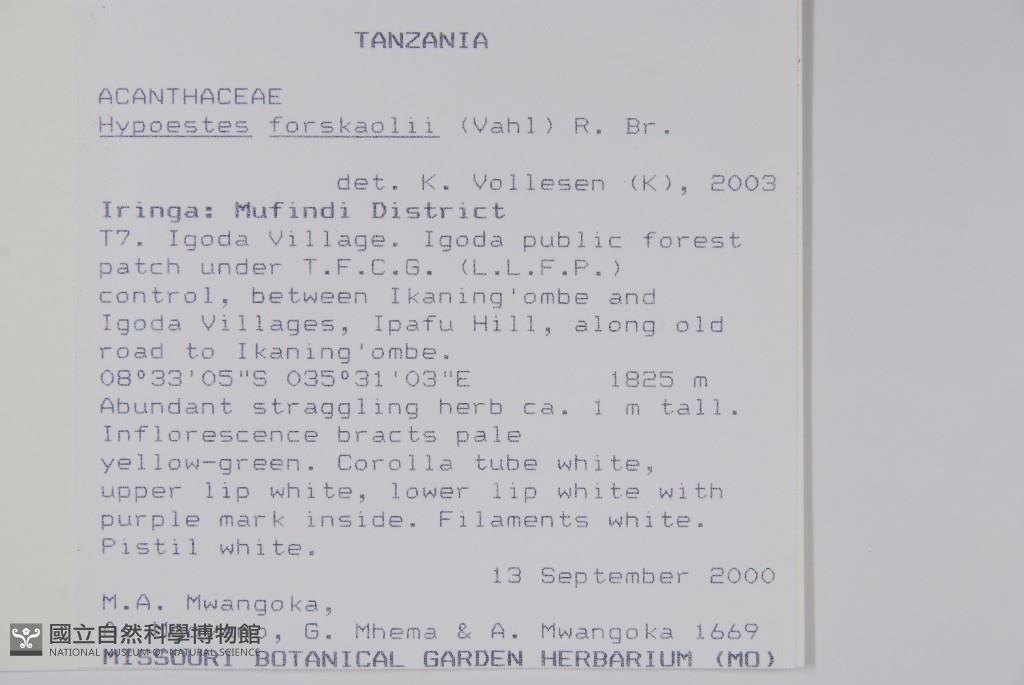 TANZANIA
ACANTHACEAE
Hypoestes forskaolii (Vahl) R. Br.
det. K. Vollesen (K), 2003
Iringa: Mufindi District
T7. Igoda Village. Igoda public forest
patch under T.F.C.G. (L.L.F.P.)
control, between Ikaning'ombe and
Igoda Villages, Ipafu Hill, along old
road to Ikaning'ombe.
08°33'05"S 035°31'03"E 1825 m
Abundant straggling herb ca. 1 m tall.
Inflorescence bracts pale
yellow-green. Corolla tube white,
upper lip white, lower lip white with
purple mark inside. Filaments white.
Pistil white.
13 September 2000
M.A. Mwangoka,
G. Mhema & A. Mwangoka 1669
MISSOURI BOTANICAL GARDEN HERBARIUM (MO)
國立自然科學博物館
NATIONAL MUSEUM OF NATURAL SCIENCE